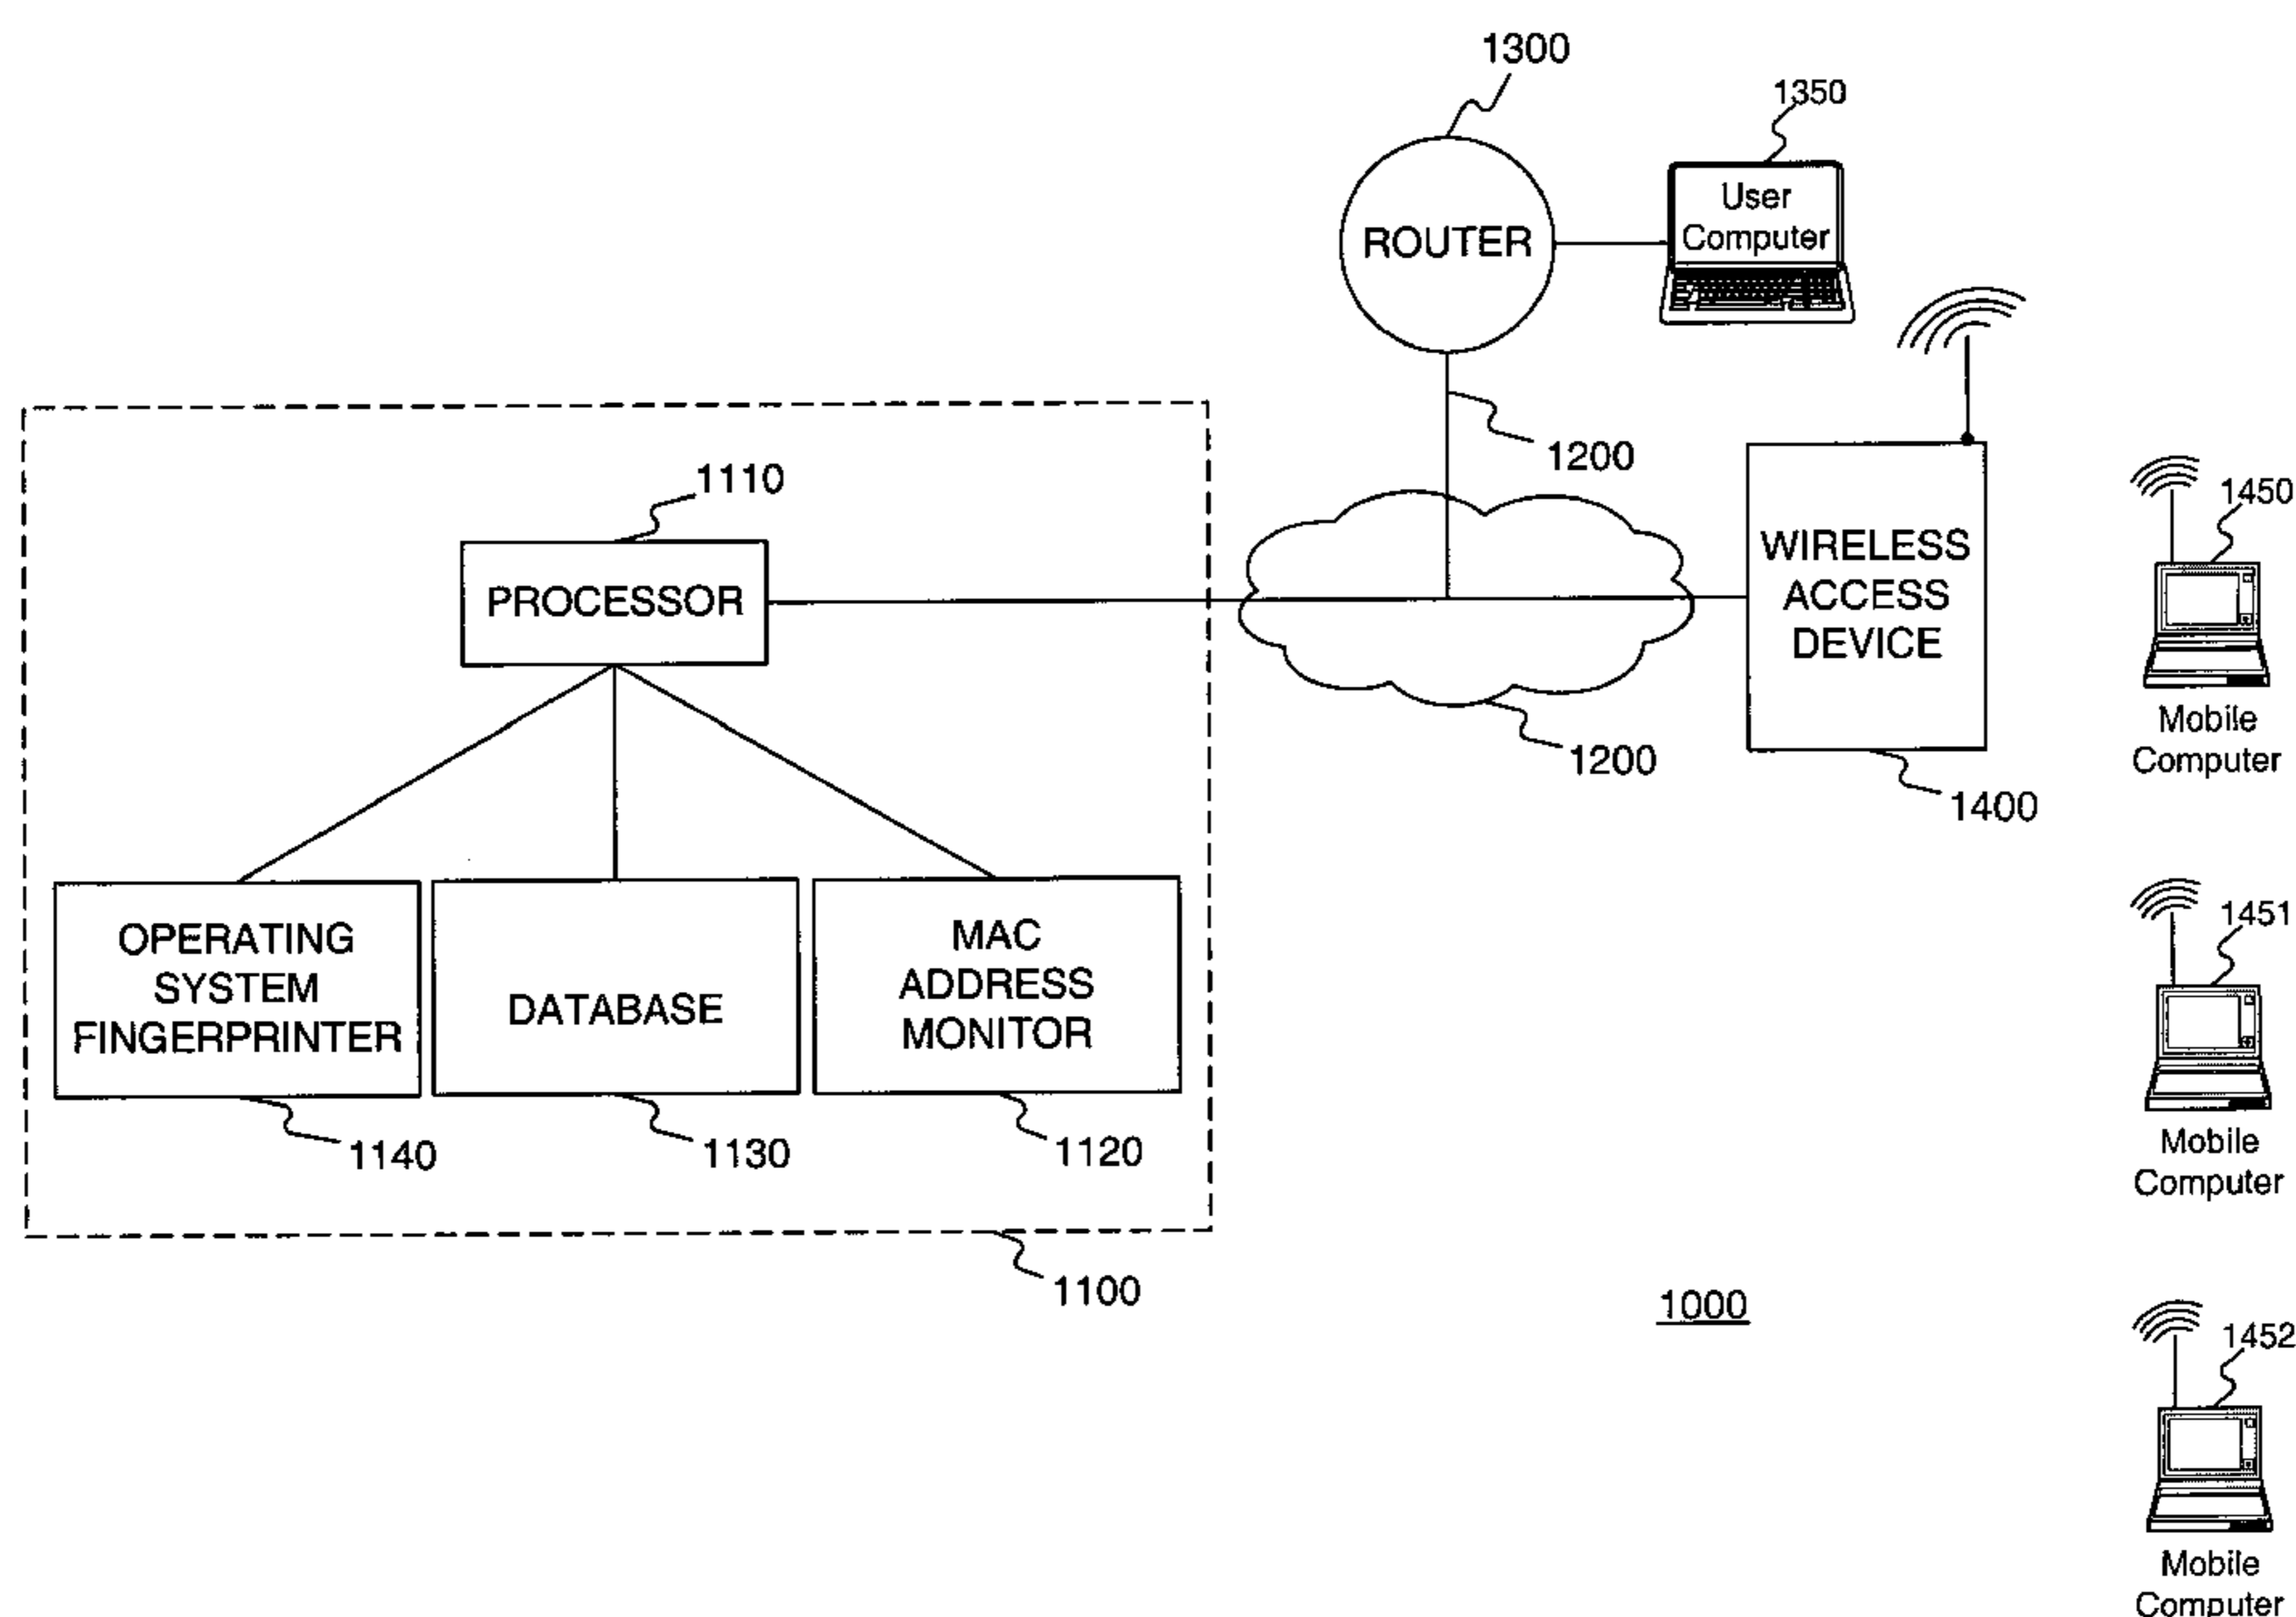 1300
1350
User
Computer
ROUTER
1200
1110
1450
PROCESSOR
WIRELESS
ACCESS
DEVICE
Mobile
Computer
1200
1400
1451
OPERATING
SYSTEM
FINGERPRINTER
DATABASE
MAC
ADDRESS
MONITOR
1140
1130
1120
Mobile
Computer
1100
1000
1452
Mobile
Computer